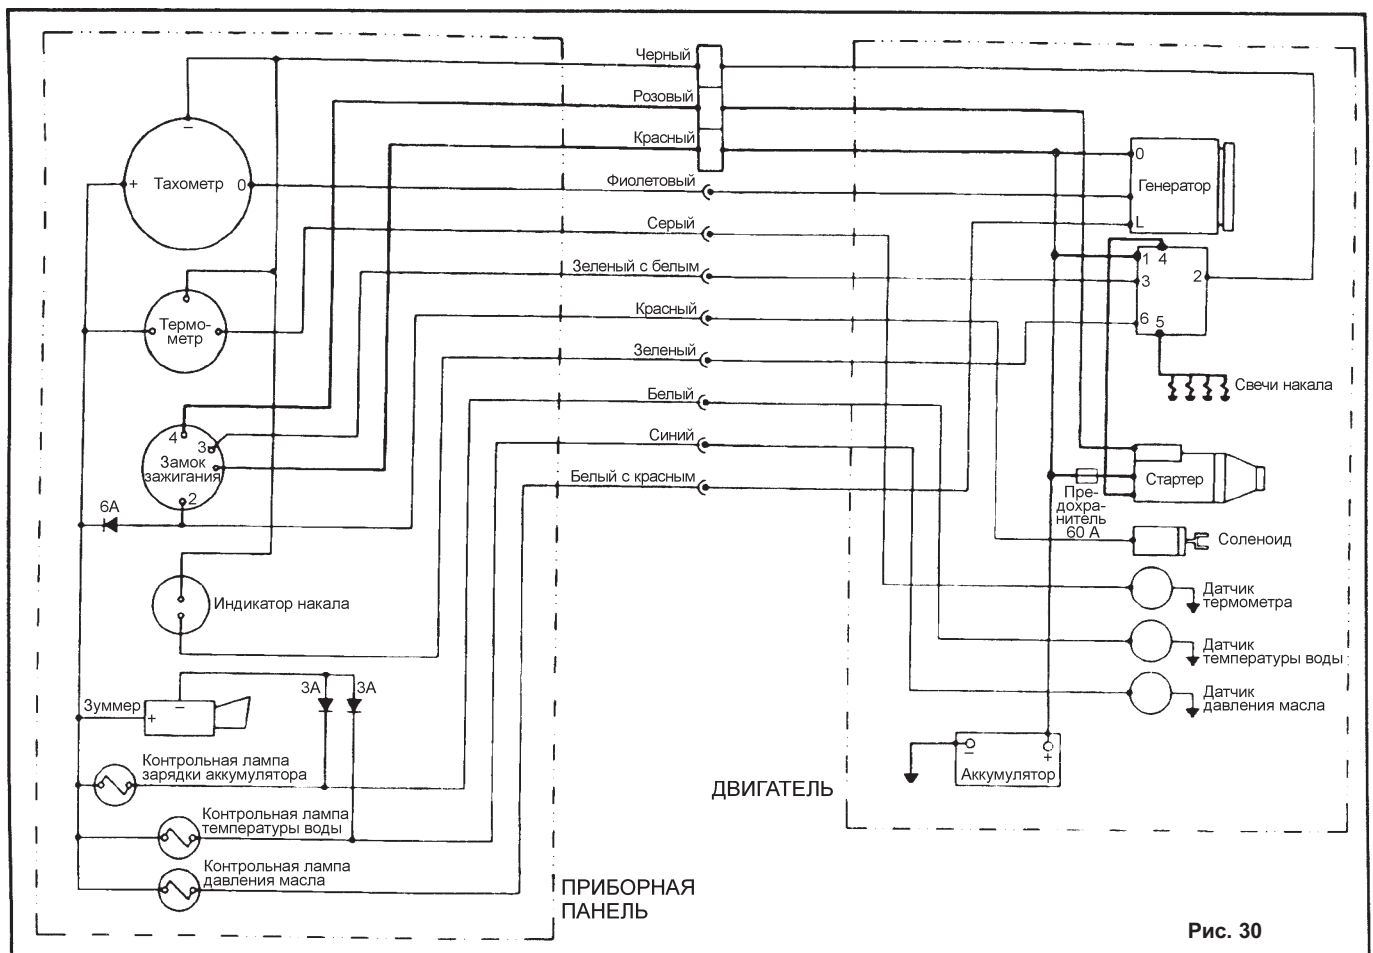 Черный
Розовый
Красный
Фиолетовый
Серый
Зеленый с белым
Красный
Зеленый
Белый
Синий
Белый с красным
–
+ Тахометр 0
Термо-
метр
4
3
Замок
зажигания
2
6А
Индикатор накала
Зуммер
–
+
3А 3А
Контрольная лампа
зарядки аккумулятора
Контрольная лампа
температуры воды
Контрольная лампа
давления масла
ПРИБОРНАЯ
ПАНЕЛЬ
0
Генератор
L
1 4
3 2
6 5
Свечи накала
Стартер
Пре-
дохра-
нитель
60 А
Соленоид
Датчик
термометра
Датчик
температуры воды
Датчик
давления масла
– +
Аккумулятор
ДВИГАТЕЛЬ
Рис. 30